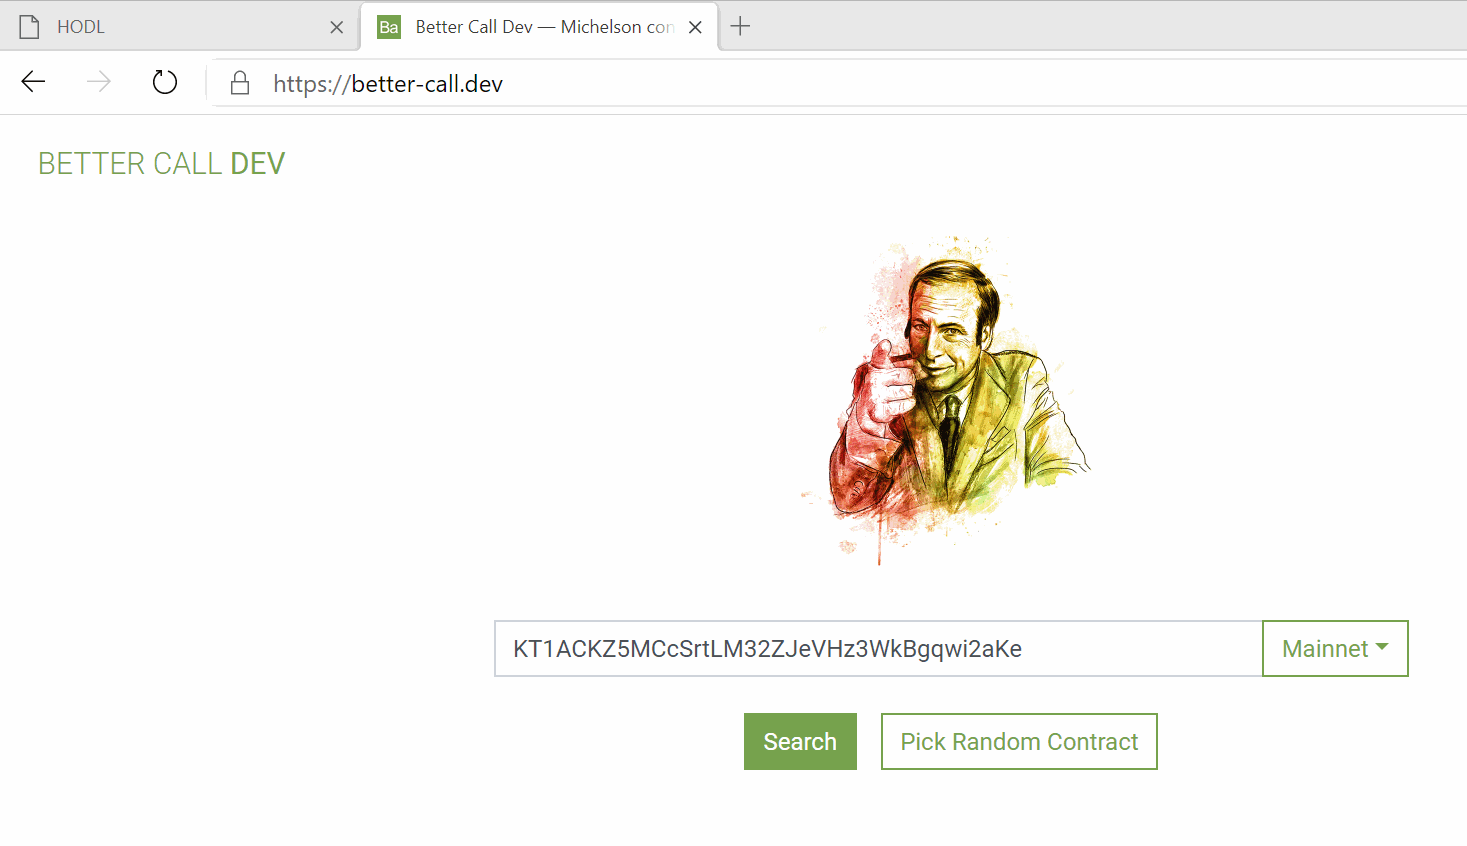 HODL
Ba Better Call Dev — Michelson con
https://better-call.dev
BETTER CALL DEV
KT1ACKZ5MCcSrtLM32ZJeVHz3WkBgqwi2aKe
Mainnet
Search
Pick Random Contract